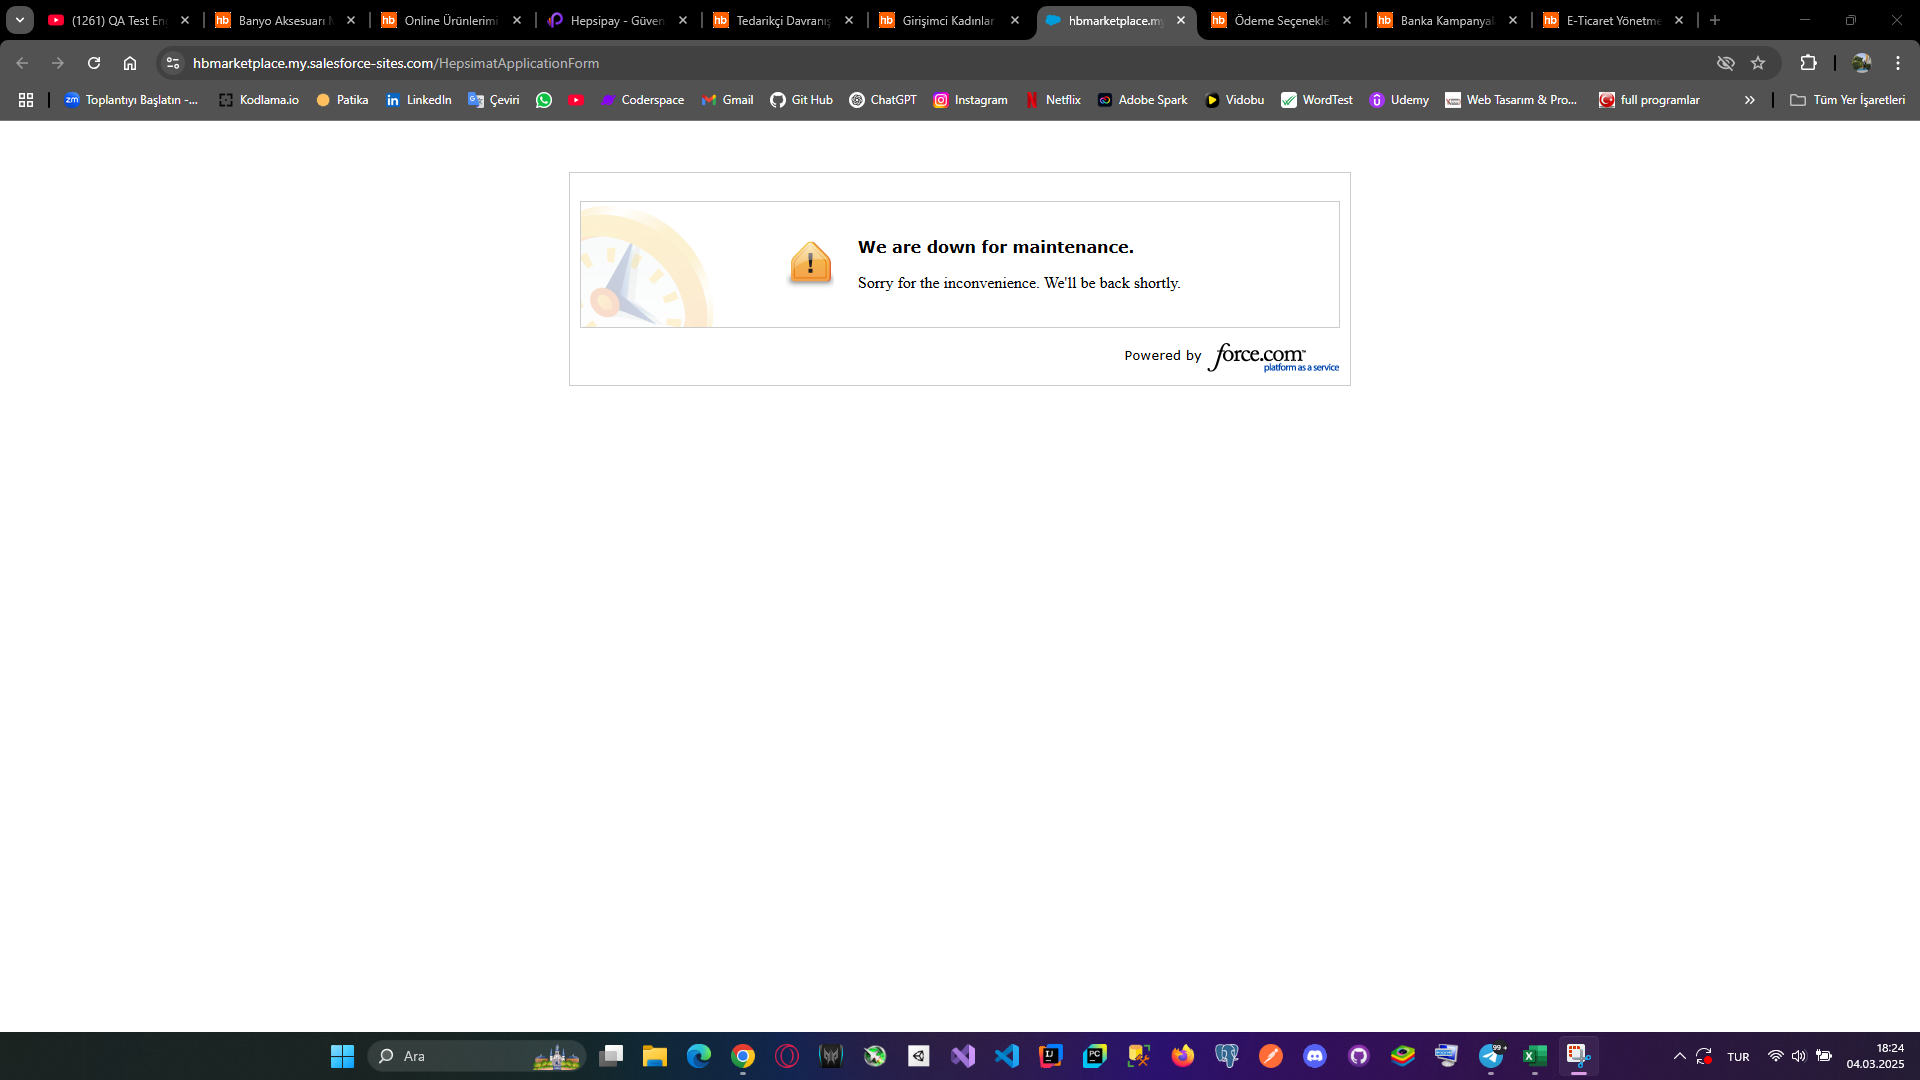 (1261) QA Test En
Banyo Aksesuarı M
Online Ürünlerimi
Hepsipay - Güven
Tedarikçi Davranış
Girişimci Kadınlar
hbmarketplace.my
Ödeme Seçenekle
Banka Kampanyal
E-Ticaret Yönetme
hbmarketplace.my.salesforce-sites.com/HepsimatApplicationForm
Toplantıyı Başlatın -...
Kodlama.io
Patika
LinkedIn
Çeviri
Coderspace
Gmail
Git Hub
ChatGPT
Instagram
Netflix
Adobe Spark
Vidobu
WordTest
Udemy
Web Tasarım & Pro...
full programlar
Tüm Yer İşaretleri
We are down for maintenance.
Sorry for the inconvenience. We'll be back shortly.
Powered by force.com
platform as a service
Ara
99+
TUR
18:24
04.03.2025